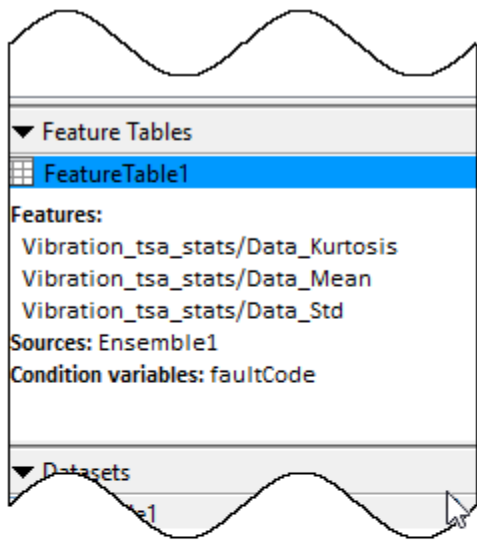 Feature Tables
FeatureTable1
Features:
Vibration_tsa_stats/Data_Kurtosis
Vibration_tsa_stats/Data_Mean
Vibration_tsa_stats/Data_Std
Sources: Ensemble1
Condition variables: faultCode
Datasets